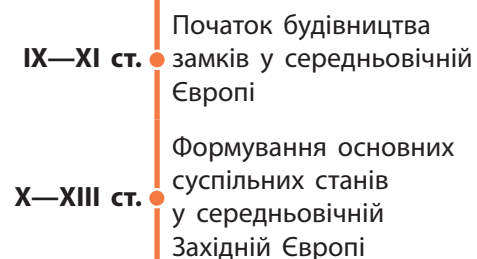 Початок будівництва
IX—XI ст. замків у середньовічній
Європі
Формування основних
суспільних станів
X—XIII ст.
у середньовічній
Західній Європі